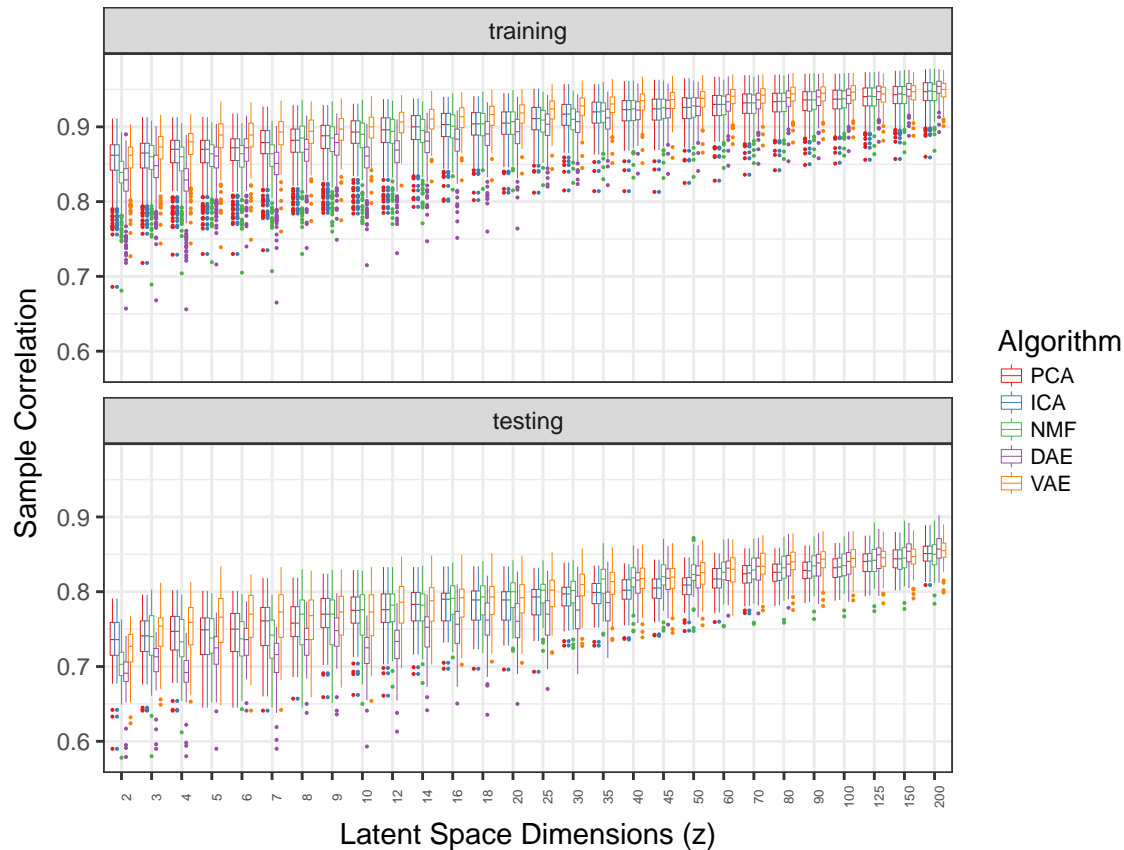 training
0.9
0.8
0.7
0.6
testing
0.9
0.8
0.7
0.6
Sample Correlation
2 3 4 5 6 7 8 9 10 12 14 16 18 20 25 30 35 40 45 50 60 70 80 90 100 125 150 200
Latent Space Dimensions (z)
Algorithm
PCA
ICA
NMF
DAE
VAE